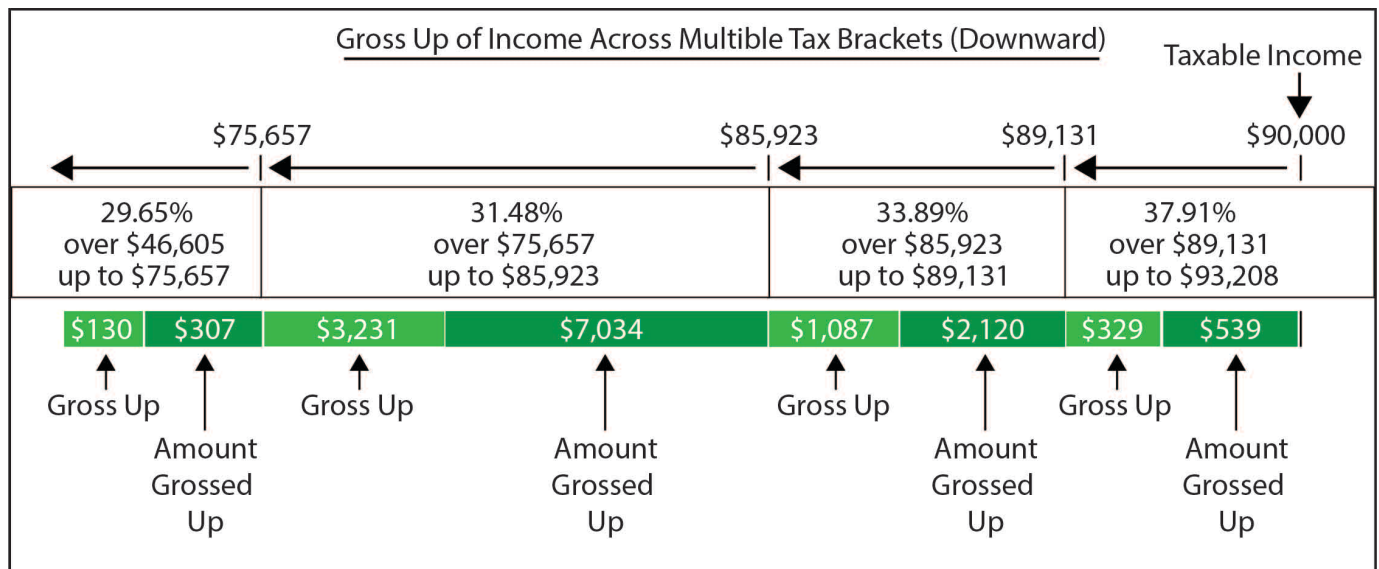 Gross Up of Income Across Multible Tax Brackets (Downward)
Taxable Income
$75,657
$85,923
$89,131
$90,000
29.65%
over $46,605
up to $75,657
31.48%
over $75,657
up to $85,923
33.89%
over $85,923
up to $89,131
37.91%
over $89,131
up to $93,208
$130
$307
$3,231
$7,034
$1,087
$2,120
$329
$539
Gross Up
Gross Up
Gross Up
Gross Up
Amount
Grossed
Up
Amount
Grossed
Up
Amount
Grossed
Up
Amount
Grossed
Up